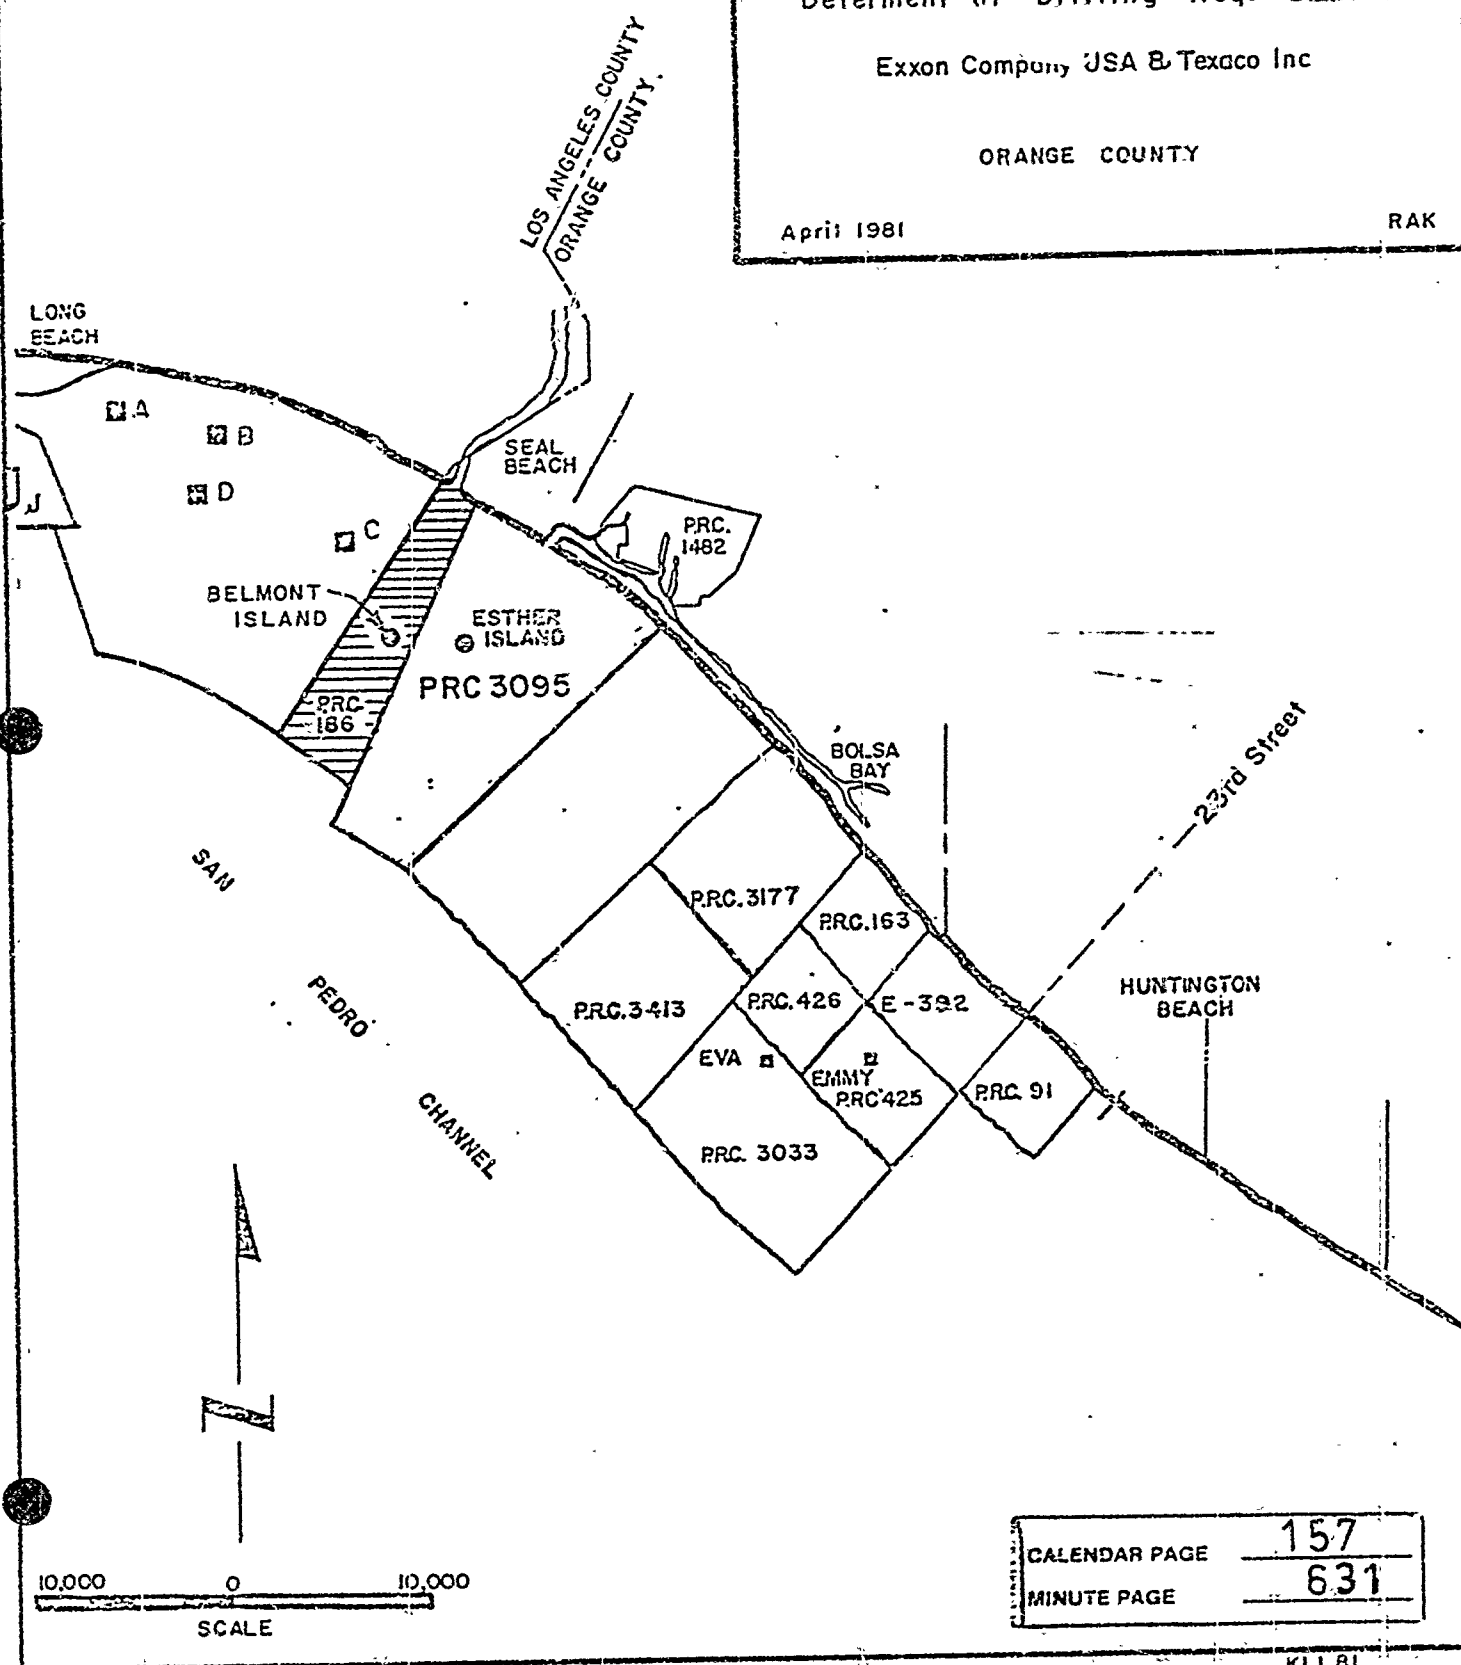 Exxon Company, USA & Texaco Inc
ORANGE COUNTY
April 1981
RAK
LOS ANGELES COUNTY
ORANGE COUNTY.
LONG
BEACH
A
B
D
C
SEAL
BEACH
P.R.C.
1482
BELMONT
ISLAND
ESTHER
ISLAND
PRC 3095
PRC
186
BOLSA
BAY
23rd Street
SAN
PEDRO
CHANNEL
P.R.C. 3177
P.R.C. 163
P.R.C. 3413
P.R.C. 426
E-392
HUNTINGTON
BEACH
EVA
EMMY
P.R.C. 425
P.R.C. 91
P.R.C. 3033
N
10,000 0 10,000
SCALE
CALENDAR PAGE 157
MINUTE PAGE 631